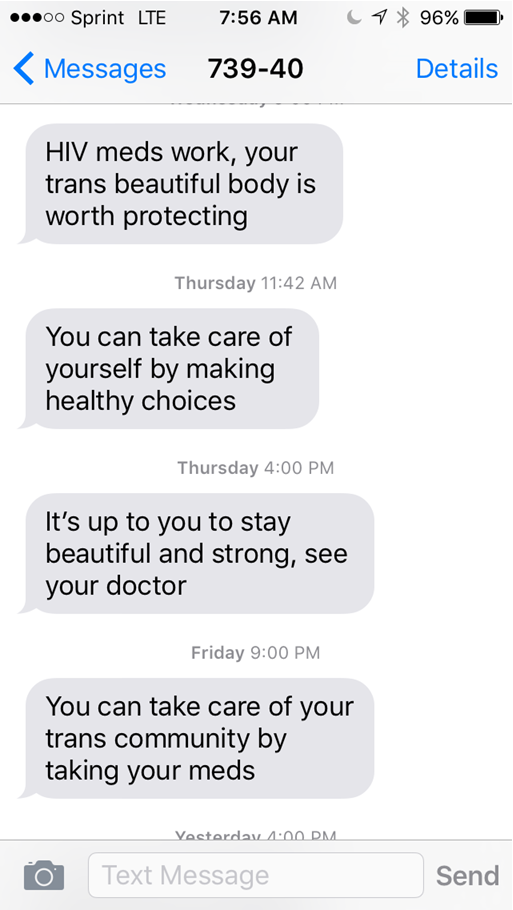 Sprint LTE 7:56 AM 96%
Messages 739-40 Details
HIV meds work, your
trans beautiful body is
worth protecting
Thursday 11:42 AM
You can take care of
yourself by making
healthy choices
Thursday 4:00 PM
It’s up to you to stay
beautiful and strong, see
your doctor
Friday 9:00 PM
You can take care of your
trans community by
taking your meds
Yesterday 4:00 PM
Text Message Send